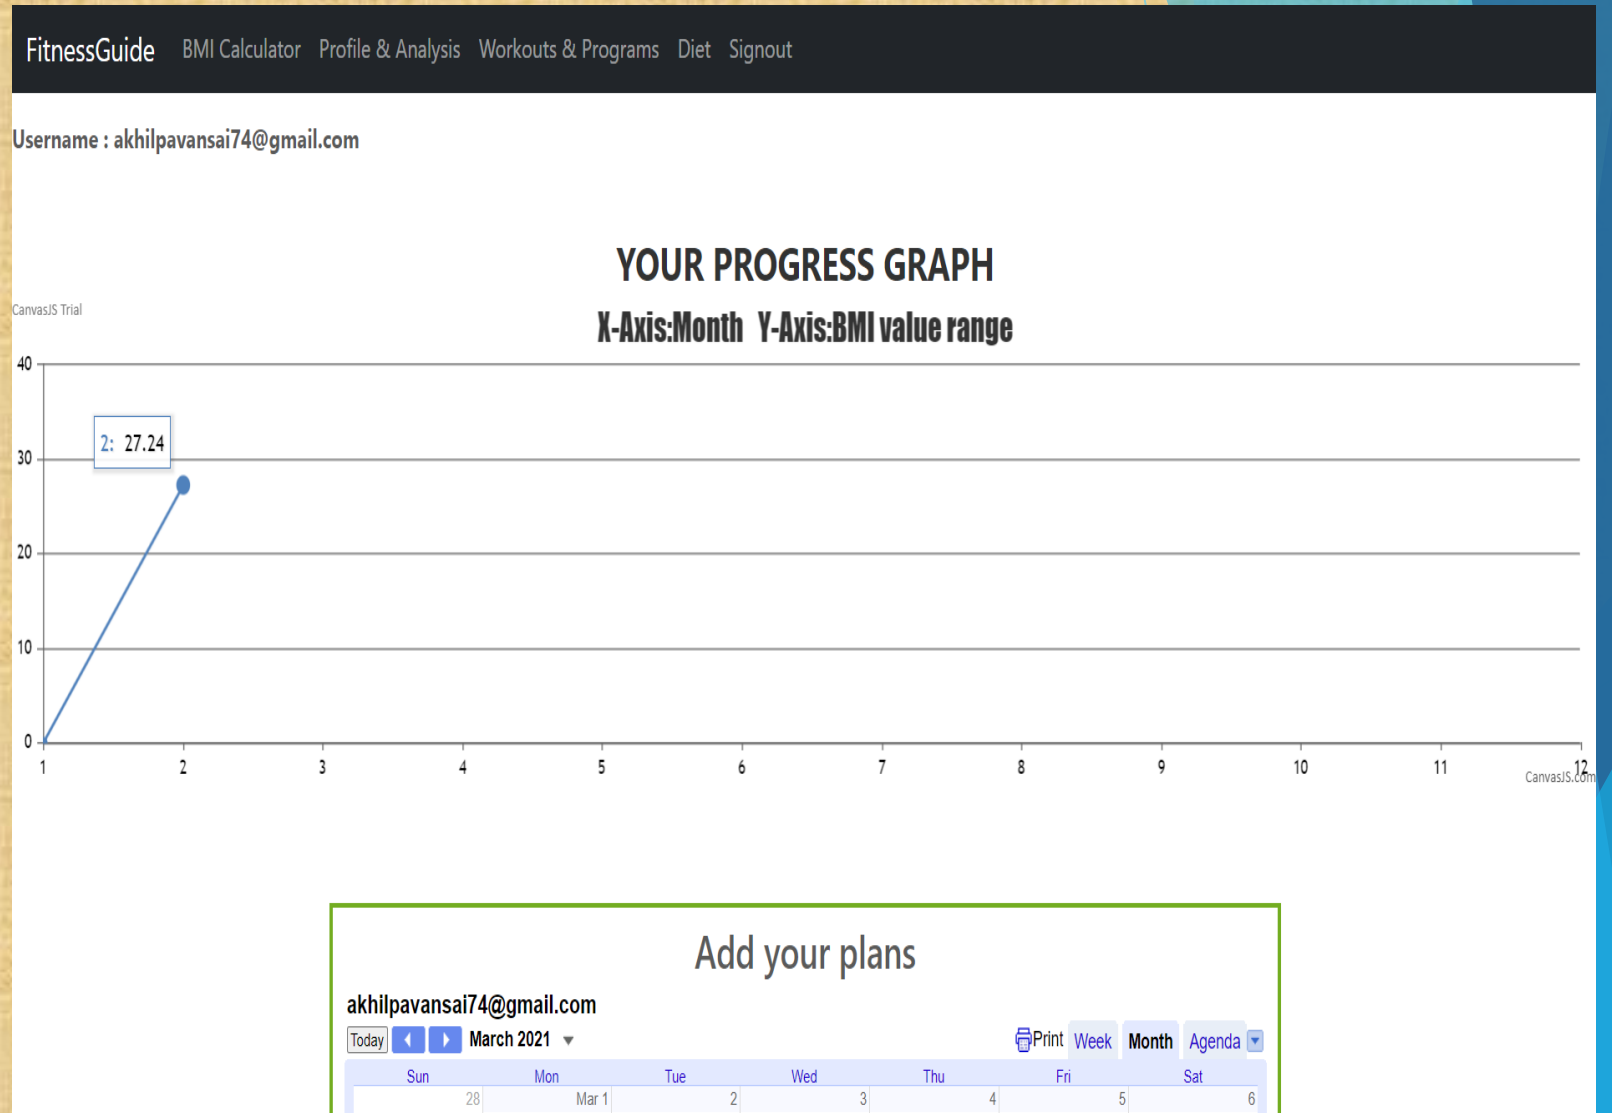 FitnessGuide BMI Calculator Profile & Analysis Workouts & Programs Diet Signout
Username : akhilpavansai74@gmail.com
YOUR PROGRESS GRAPH
CanvasJS Trial
X-Axis:Month Y-Axis:BMI value range
40
2: 27.24
30
20
10
0
1 2 3 4 5 6 7 8 9 10 11 12
CanvasJS.com
Add your plans
akhilpavansai74@gmail.com
Today March 2021 Print Week Month Agenda
Sun Mon Tue Wed Thu Fri Sat
28 Mar 1 2 3 4 5 6